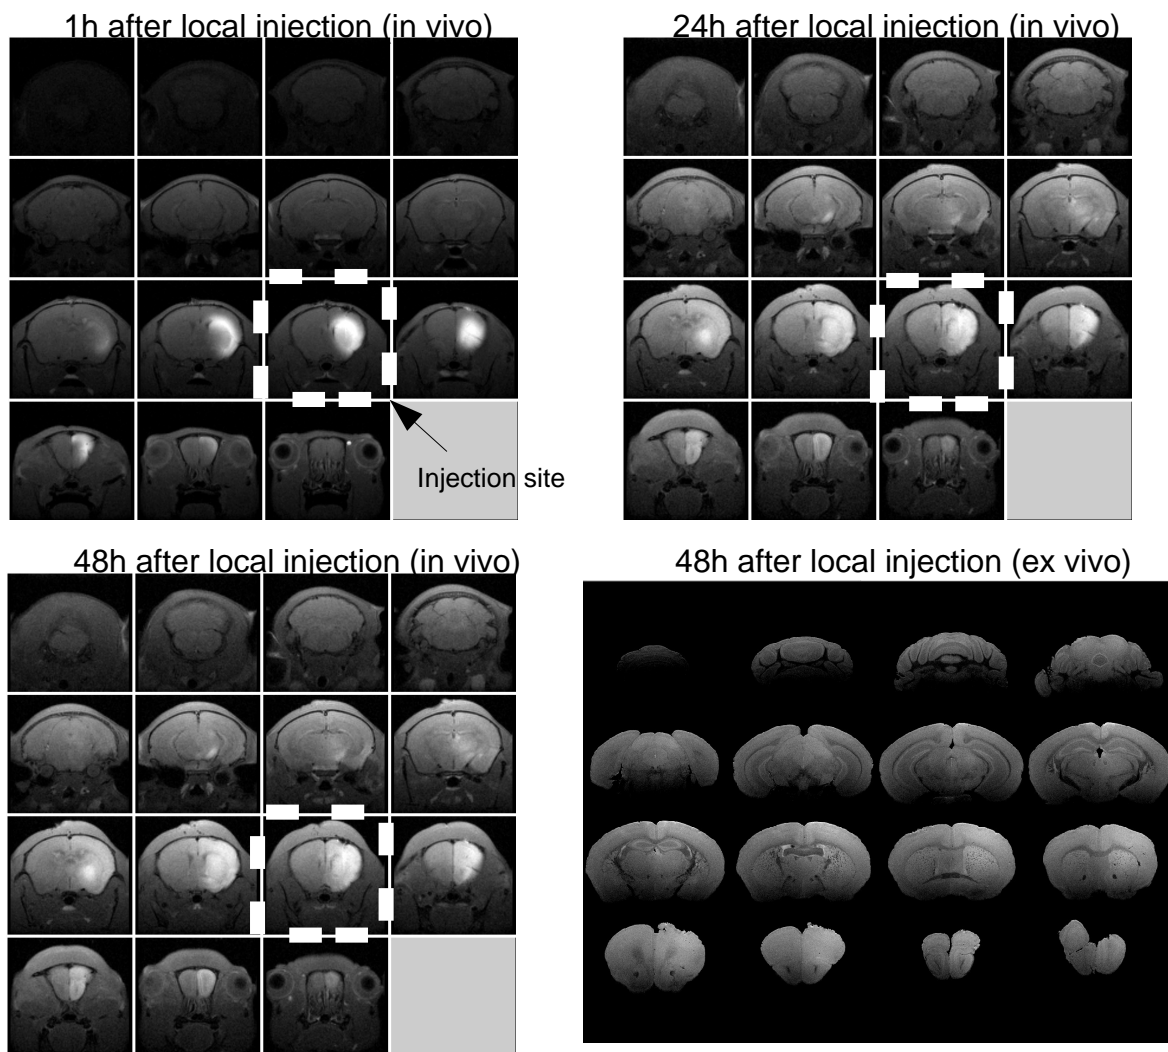 1h after local injection (in vivo)
24h after local injection (in vivo)
Injection site
48h after local injection (in vivo)
48h after local injection (ex vivo)